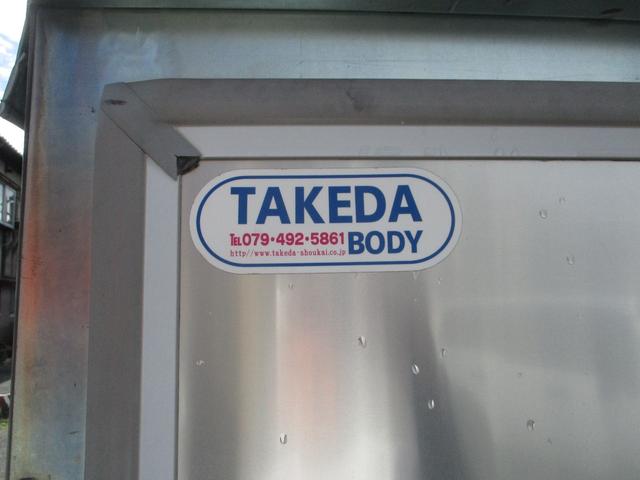 TAKEDA
TEL079・492・5861 BODY
http//www.takeda-shoukai.co.jp